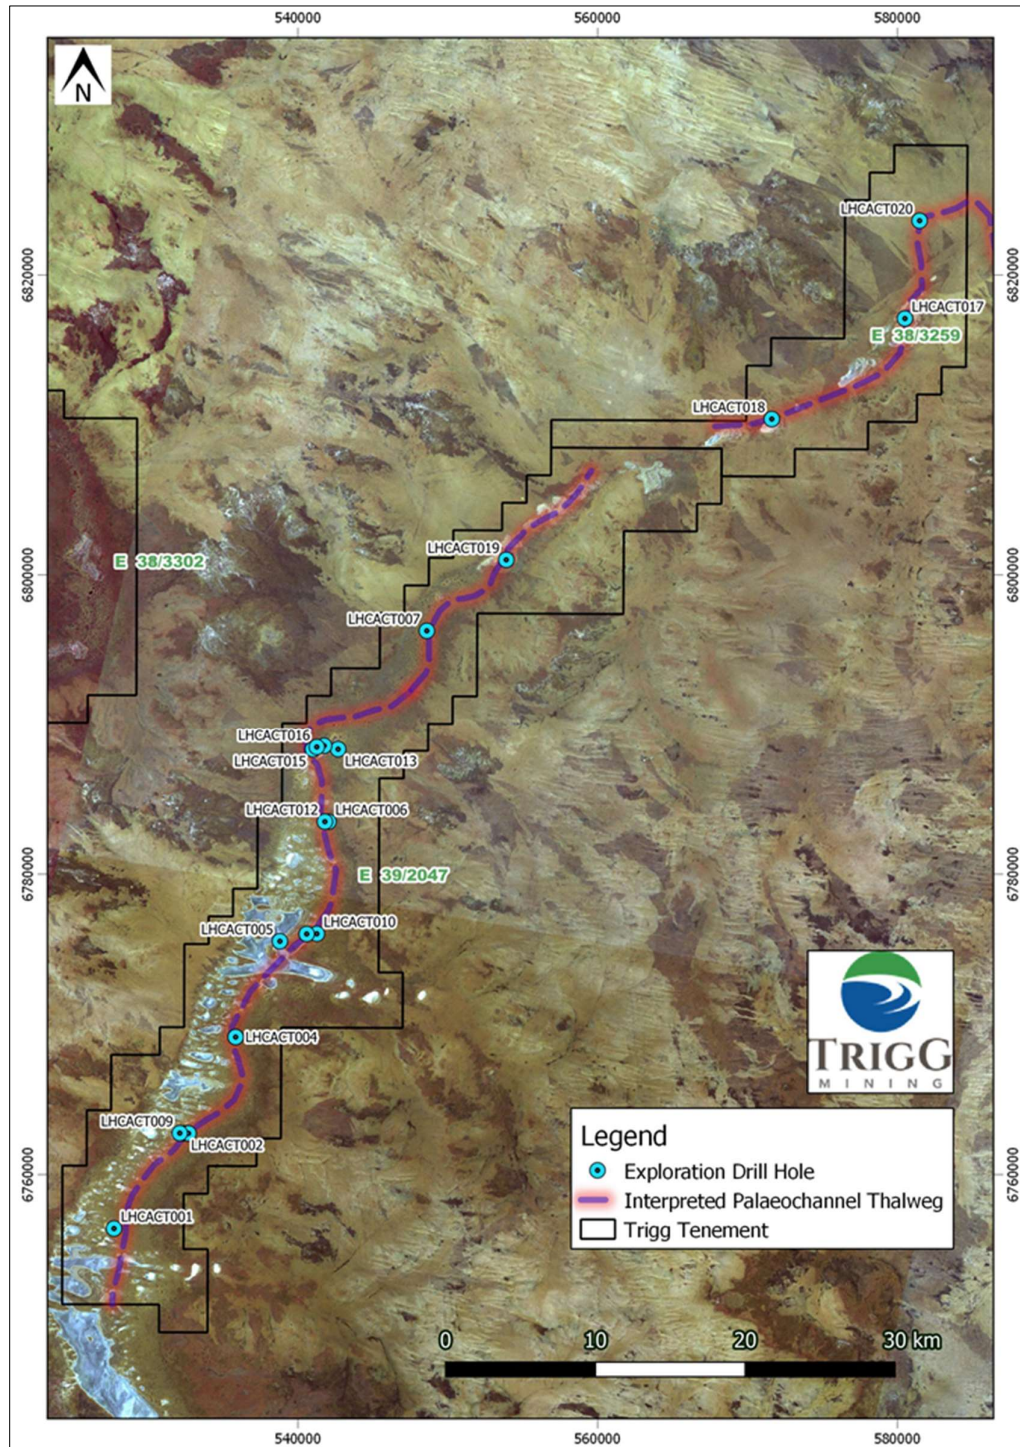 540000
560000
580000
N
LHCACT020
6820000
6820000
LHCACT017
E 38/3259
LHCACT018
LHCACT019
E 38/3302
6800000
6800000
LHCACT007
LHCACT016
LHCACT015
LHCACT013
LHCACT012
LHCACT006
6780000
6780000
E 39/2047
LHCACT005
LHCACT010
LHCACT004
TRIGG
MINING
LHCACT009
LHCACT002
Legend
Exploration Drill Hole
Interpreted Palaeochannel Thalweg
Trigg Tenement
6760000
6760000
LHCACT001
0 10 20 30 km
540000
560000
580000